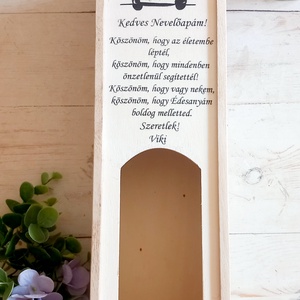 Kedves Nevelőapám!
Köszönöm, hogy az életembe
léptél,
köszönöm, hogy mindenben
önzetlenül segítettél!
Köszönöm, hogy vagy nekem,
köszönöm, hogy Édesanyám
boldog melletted.
Szeretlek!
Viki